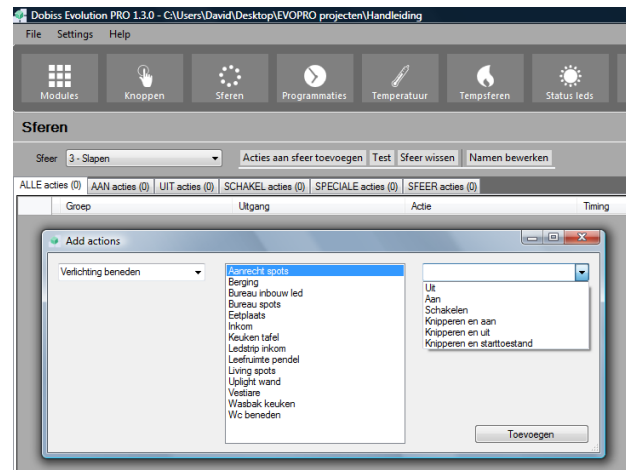 Dobiss Evolution PRO 1.3.0 - C:\Users\David\Desktop\EVOPRO projecten\Handleiding
File Settings Help
Modules Knoppen Sferen Programmaties Temperatuur Tempsferen Status leds
Sferen
Sfeer 3 - Slapen Acties aan sfeer toevoegen Test Sfeer wissen Namen bewerken
ALLE acties (0) AAN acties (0) UIT acties (0) SCHAKEL acties (0) SPECIALE acties (0) SFEER acties (0)
Groep Uitgang Actie Timing
Add actions
Verlichting beneden
Aanrecht spots
Berging
Bureau inbouw led
Bureau spots
Eetplaats
Inkom
Keuken tafel
Ledstrip inkom
Leefruimte pendel
Living spots
Uplight wand
Vestiare
Wasbak keuken
Wc beneden
Uit
Aan
Schakelen
Knipperen en aan
Knipperen en uit
Knipperen en starttoestand
Toevoegen